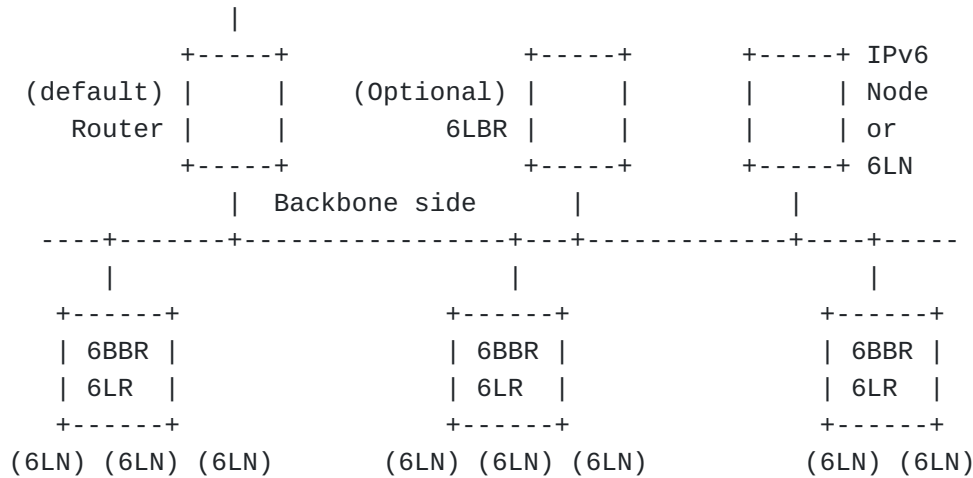 IPv6
(default) (Optional) Node
Router 6LBR or
6LN
Backbone side
6BBR 6BBR 6BBR
6LR 6LR 6LR
(6LN) (6LN) (6LN) (6LN) (6LN) (6LN) (6LN) (6LN)